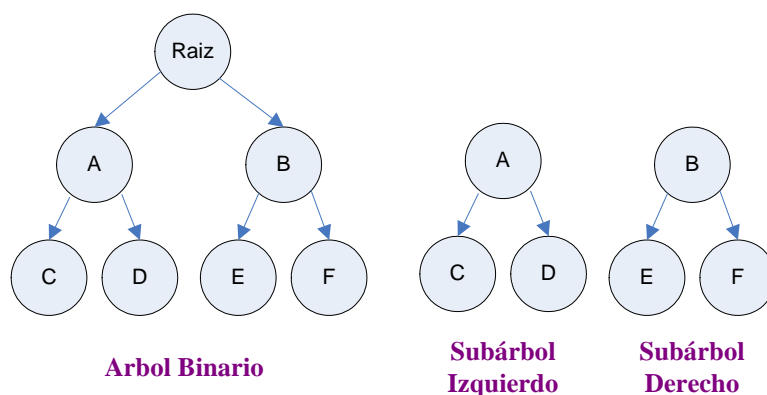 Raiz
A
B
C
D
E
F
Arbol Binario
A
C
D
Subárbol
Izquierdo
B
E
F
Subárbol
Derecho